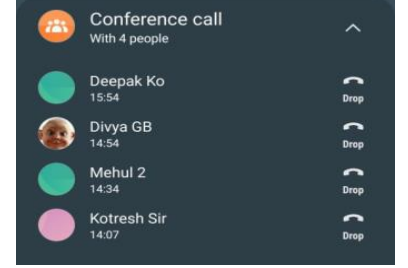 Conference call
With 4 people
Deepak Ko
15:54
Drop
Divya GB
14:54
Drop
Mehul 2
14:34
Drop
Kotresh Sir
14:07
Drop